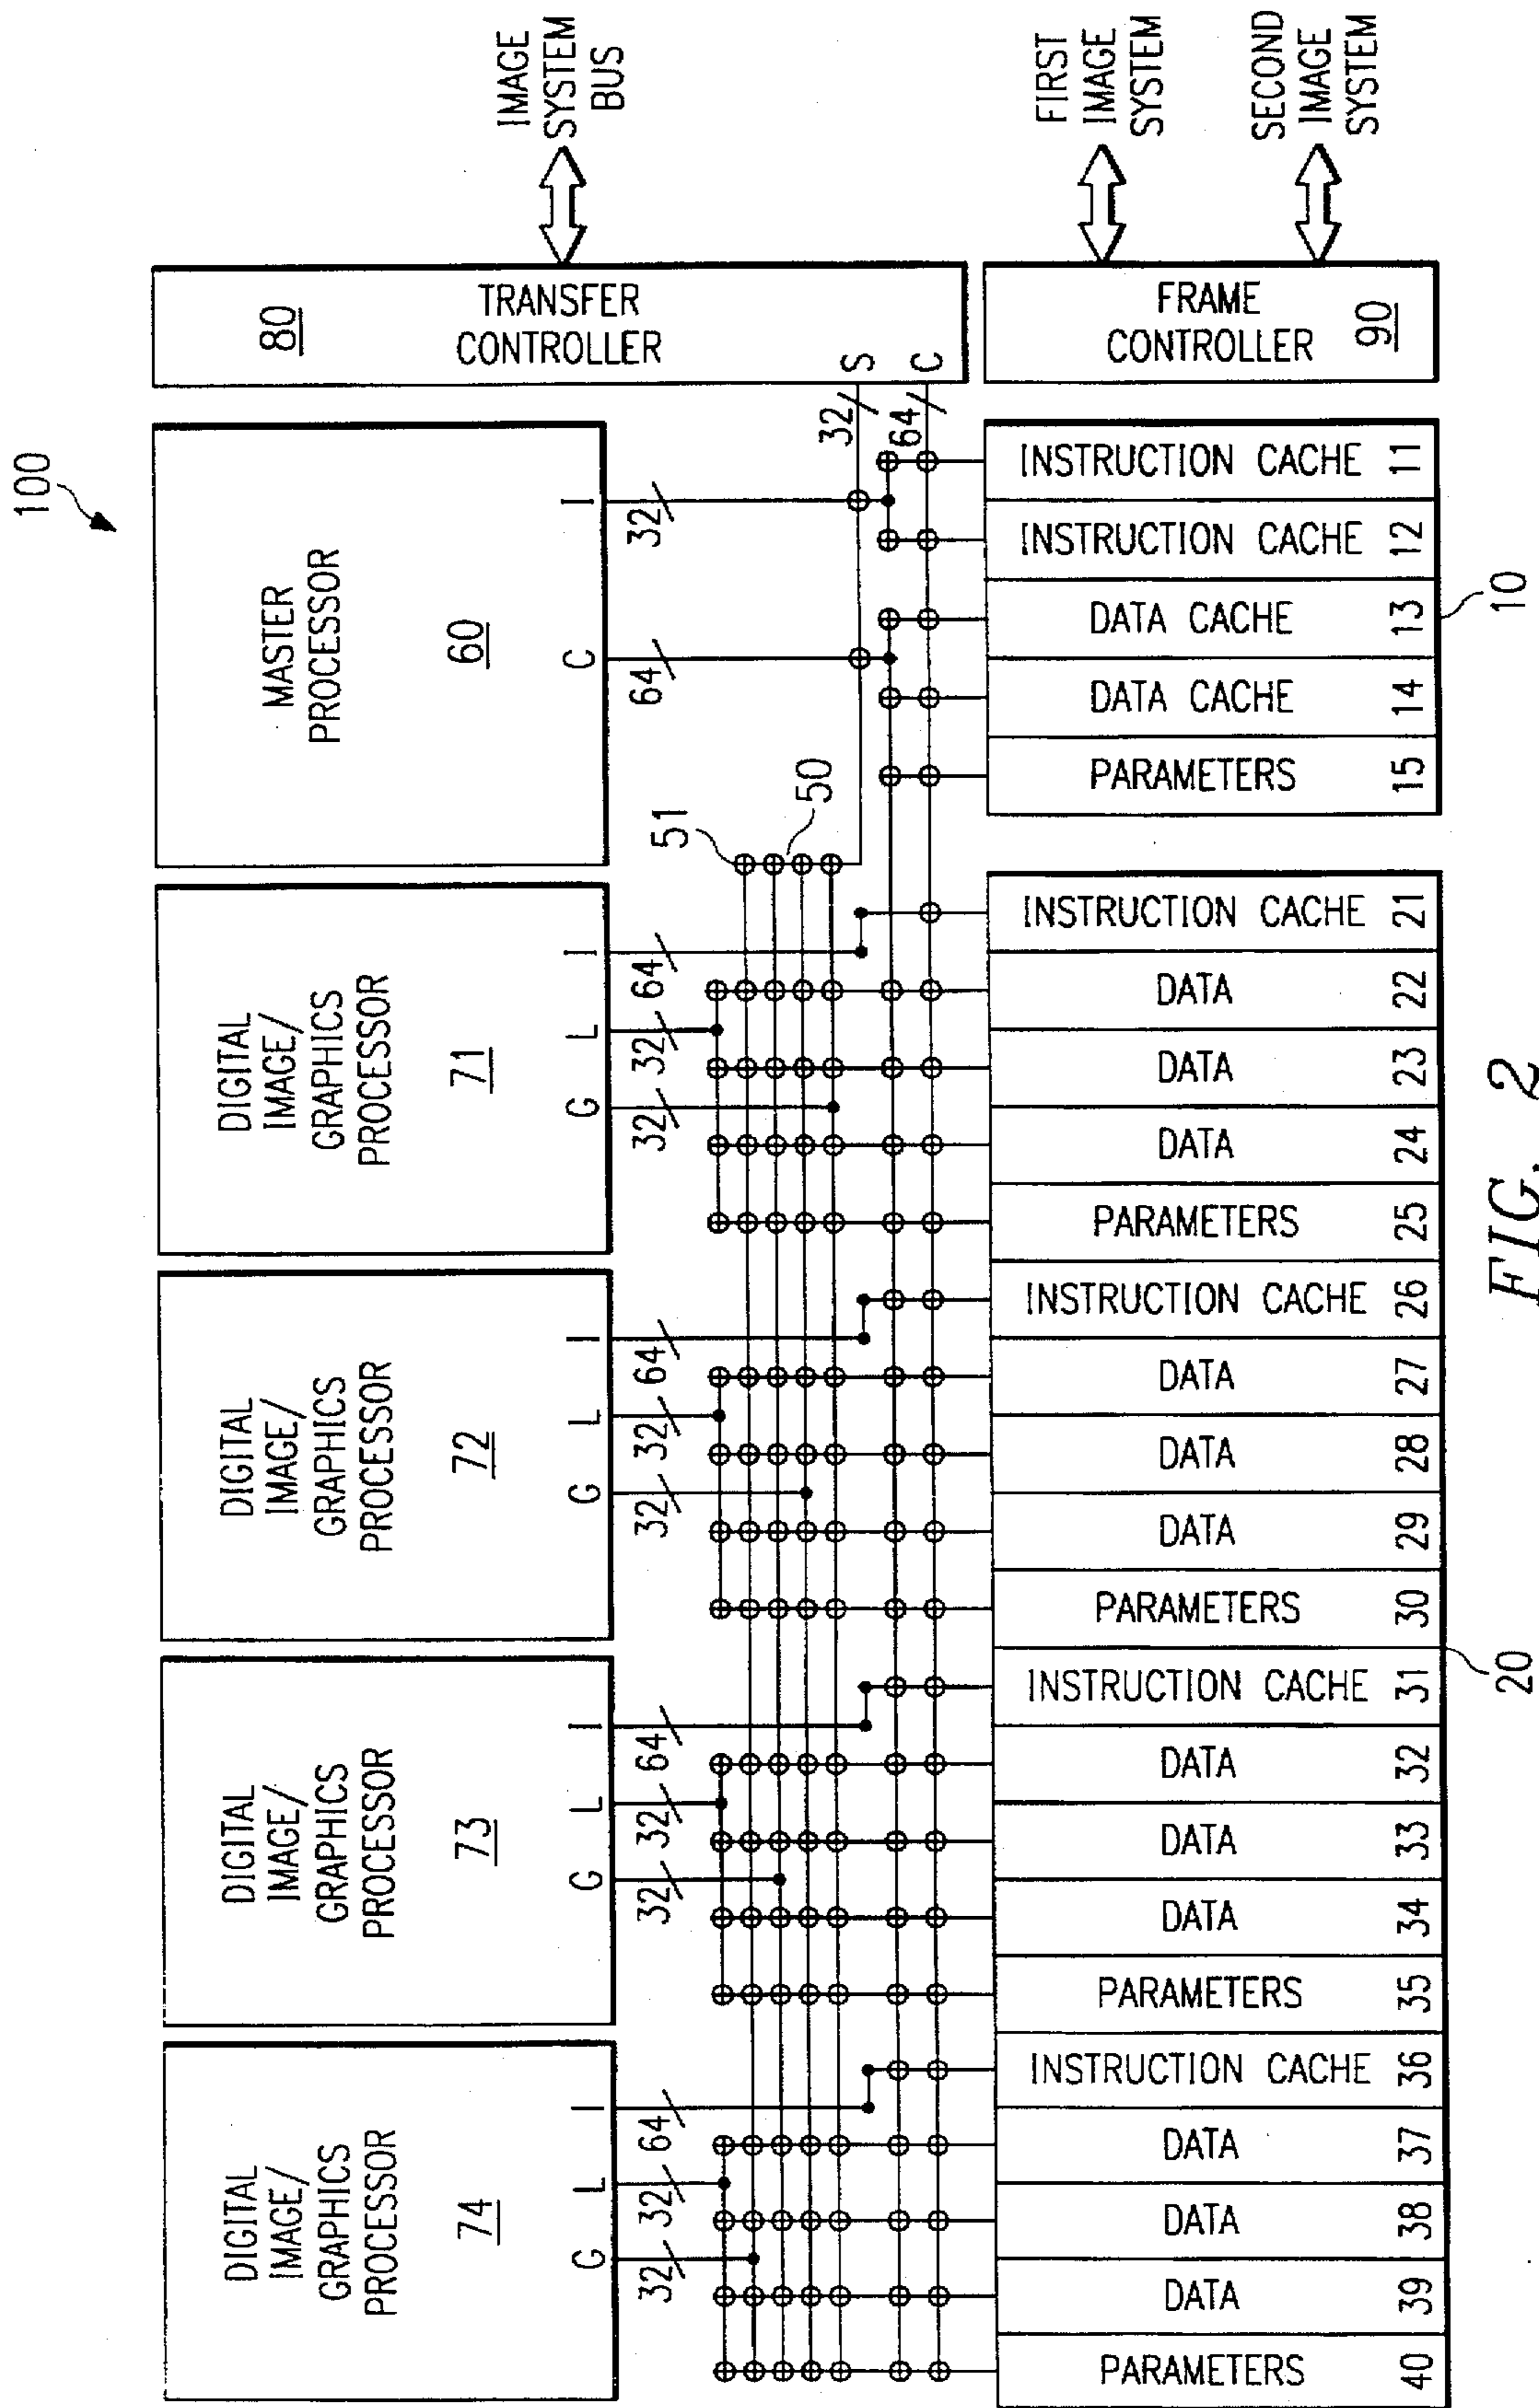 100
DIGITAL
IMAGE/
GRAPHICS
PROCESSOR
74
G
L
I
DIGITAL
IMAGE/
GRAPHICS
PROCESSOR
73
G
L
I
DIGITAL
IMAGE/
GRAPHICS
PROCESSOR
72
G
L
I
DIGITAL
IMAGE/
GRAPHICS
PROCESSOR
71
G
L
I
MASTER
PROCESSOR
60
C
I
80
TRANSFER
CONTROLLER
S
C
IMAGE
SYSTEM
BUS
32
32
64
32
32
64
32
32
64
32
32
64
64
32
51
50
32
64
PARAMETERS 40
DATA 39
DATA 38
DATA 37
INSTRUCTION CACHE 36
PARAMETERS 35
DATA 34
DATA 33
DATA 32
INSTRUCTION CACHE 31
PARAMETERS 30
DATA 29
DATA 28
DATA 27
INSTRUCTION CACHE 26
PARAMETERS 25
DATA 24
DATA 23
DATA 22
INSTRUCTION CACHE 21
PARAMETERS 15
DATA CACHE 14
DATA CACHE 13
INSTRUCTION CACHE 12
INSTRUCTION CACHE 11
FRAME
CONTROLLER
90
FIRST
IMAGE
SYSTEM
SECOND
IMAGE
SYSTEM
20
10
FIG. 2